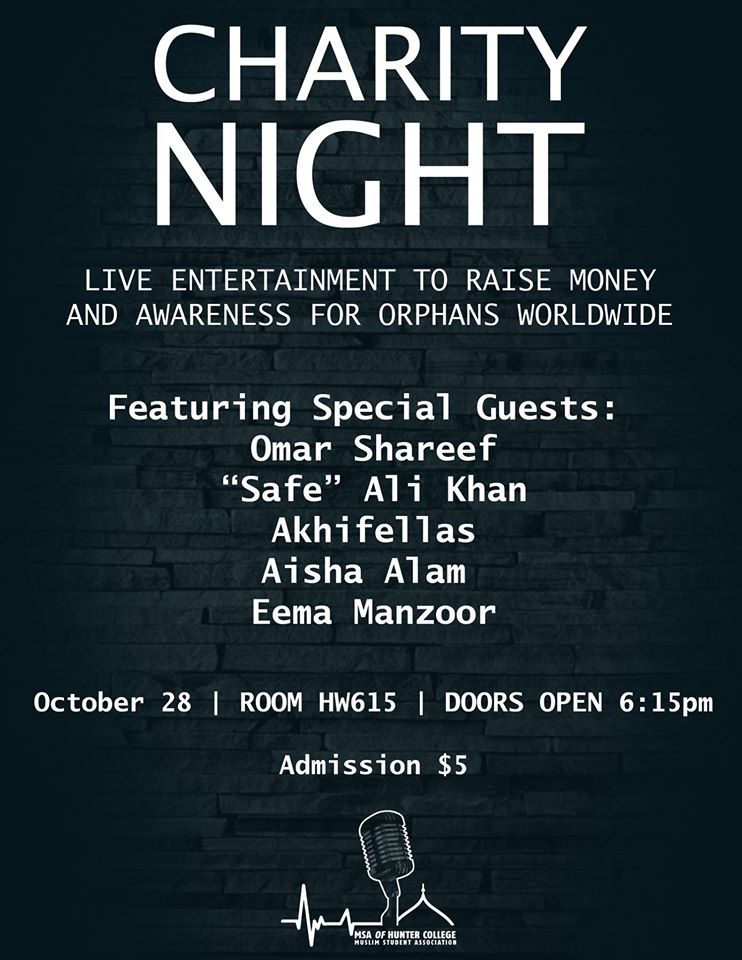 CHARITY
NIGHT
LIVE ENTERTAINMENT TO RAISE MONEY
AND AWARENESS FOR ORPHANS WORLDWIDE
Featuring Special Guests:
Omar Shareef
“Safe” Ali Khan
Akhifellas
Aisha Alam
Eema Manzoor
October 28 | ROOM HW615 | DOORS OPEN 6:15pm
Admission $5
MSA OF HUNTER COLLEGE
MUSLIM STUDENT ASSOCIATION